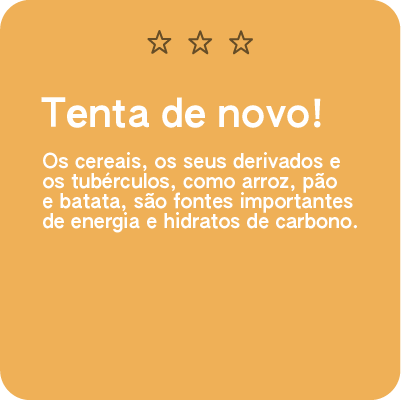 Tenta de novo!
Os cereais, os seus derivados e
os tubérculos, como arroz, pão
e batata, são fontes importantes
de energia e hidratos de carbono.